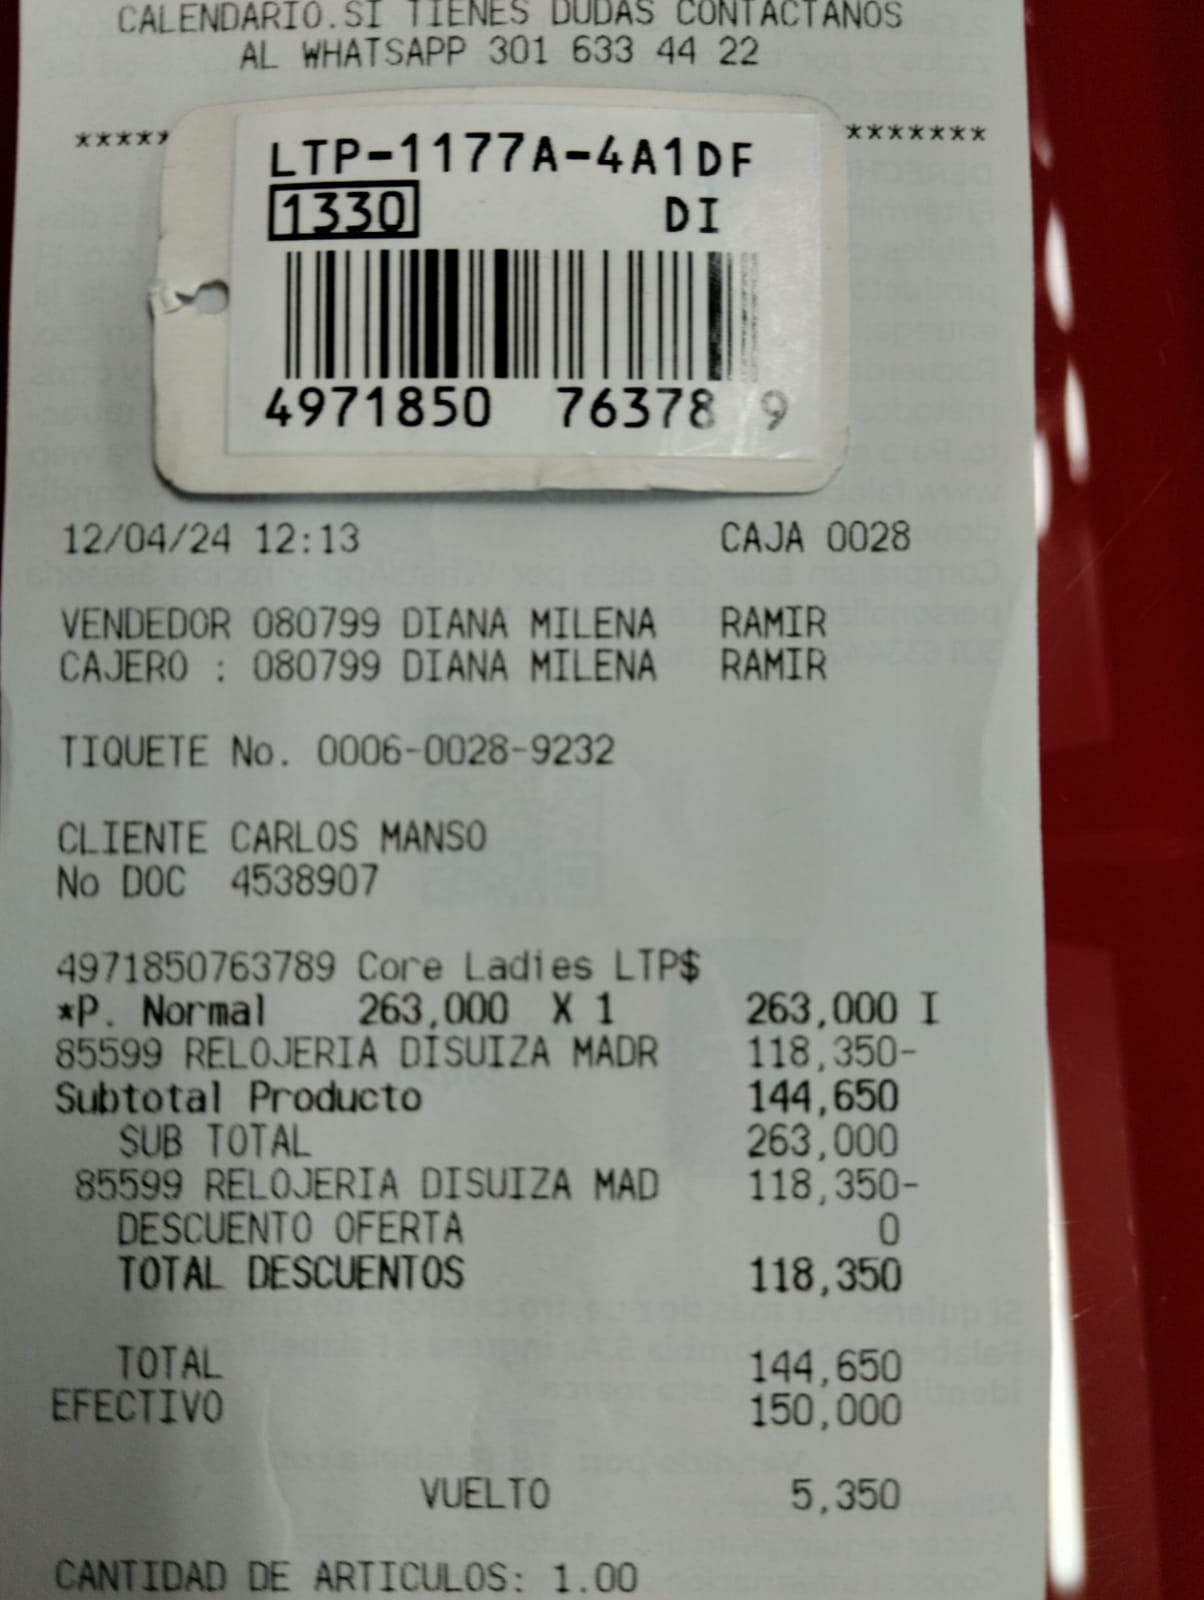 CALENDARIO.SI TIENES DUDAS CONTACTANOS
AL WHATSAPP 301 633 44 22
***** *******
LTP-1177A-4A1DF
1330 DI
4971850 763789
12/04/24 12:13 CAJA 0028
VENDEDOR 080799 DIANA MILENA RAMIR
CAJERO : 080799 DIANA MILENA RAMIR
TIQUETE No. 0006-0028-9232
CLIENTE CARLOS MANSO
No DOC 4538907
4971850763789 Core Ladies LTP$
*P. Normal 263,000 X 1 263,000 I
85599 RELOJERIA DISUIZA MADR 118,350-
Subtotal Producto 144,650
SUB TOTAL 263,000
85599 RELOJERIA DISUIZA MAD 118,350-
DESCUENTO OFERTA 0
TOTAL DESCUENTOS 118,350
TOTAL 144,650
EFECTIVO 150,000
VUELTO 5,350
CANTIDAD DE ARTICULOS: 1.00